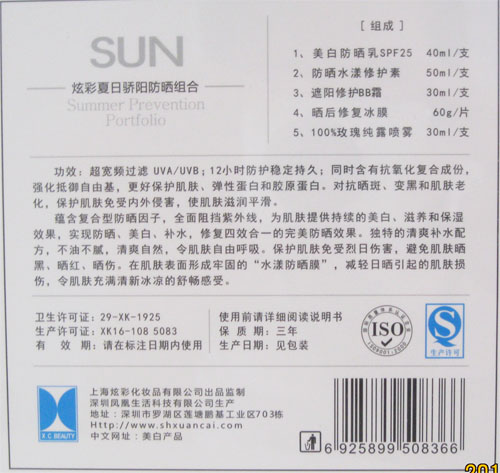 SUN
炫彩夏日骄阳防晒组合
Summer Prevention
Portfolio
[组成]
1、美白防晒乳SPF25 40ml/支
2、防晒水漾修护素 50ml/支
3、遮阳修护BB霜 30ml/支
4、晒后修复冰膜 60g/片
5、100%玫瑰纯露喷雾 30ml/支
功效：超宽频过滤 UVA/UVB；12小时防护稳定持久；同时含有抗氧化复合成份，
强化抵御自由基，更好保护肌肤、弹性蛋白和胶原蛋白。对抗晒斑、变黑和肌肤老
化，保护肌肤免受内外侵害，使肌肤滋润平滑。
蕴含复合型防晒因子，全面阻挡紫外线，为肌肤提供持续的美白、滋养和保湿
效果，实现防晒、美白、补水，修复四效合一的完美防晒效果。独特的清爽补水配
方，不油不腻，清爽自然，令肌肤自由呼吸。保护肌肤免受烈日伤害，避免肌肤晒
黑、晒红、晒伤。在肌肤表面形成牢固的“水漾防晒膜”，减轻日晒引起的肌肤损
伤，令肌肤充满清新冰凉的舒畅感受。
卫生许可证：29-XK-1925
生产许可证：XK16-108 5083
有 效 期：请在标注日期内使用
使用前请详细阅读说明书
保 质 期：三年
生产日期：见包装
ISO
ISO9001:2000
QS
生产许可
X.C BEAUTY
上海炫彩化妆品有限公司出品监制
深圳凤凰生活科技有限公司生产
地址：深圳市罗湖区莲塘鹏基工业区703栋
Http://www.shxuancai.com
中文网址：美白产品
6 925899 508366
201